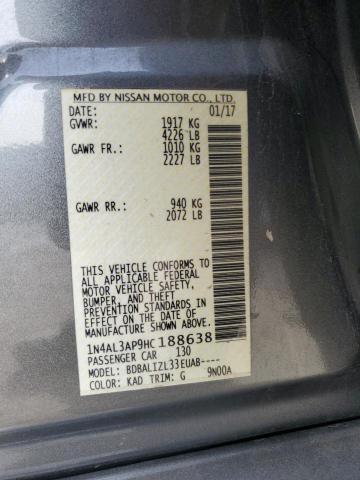 MFD BY NISSAN MOTOR CO., LTD.
DATE: 01/17
GVWR: 1917 KG
4226 LB
GAWR FR.: 1010 KG
2227 LB
GAWR RR.: 940 KG
2072 LB
THIS VEHICLE CONFORMS TO
ALL APPLICABLE FEDERAL
MOTOR VEHICLE SAFETY,
BUMPER, AND THEFT
PREVENTION STANDARDS IN
EFFECT ON THE DATE OF
MANUFACTURE SHOWN ABOVE.
1N4AL3AP9HC188638
PASSENGER CAR 130
MODEL: BDBALIZL33EUAB----
COLOR: KAD TRIM: G 9N00A